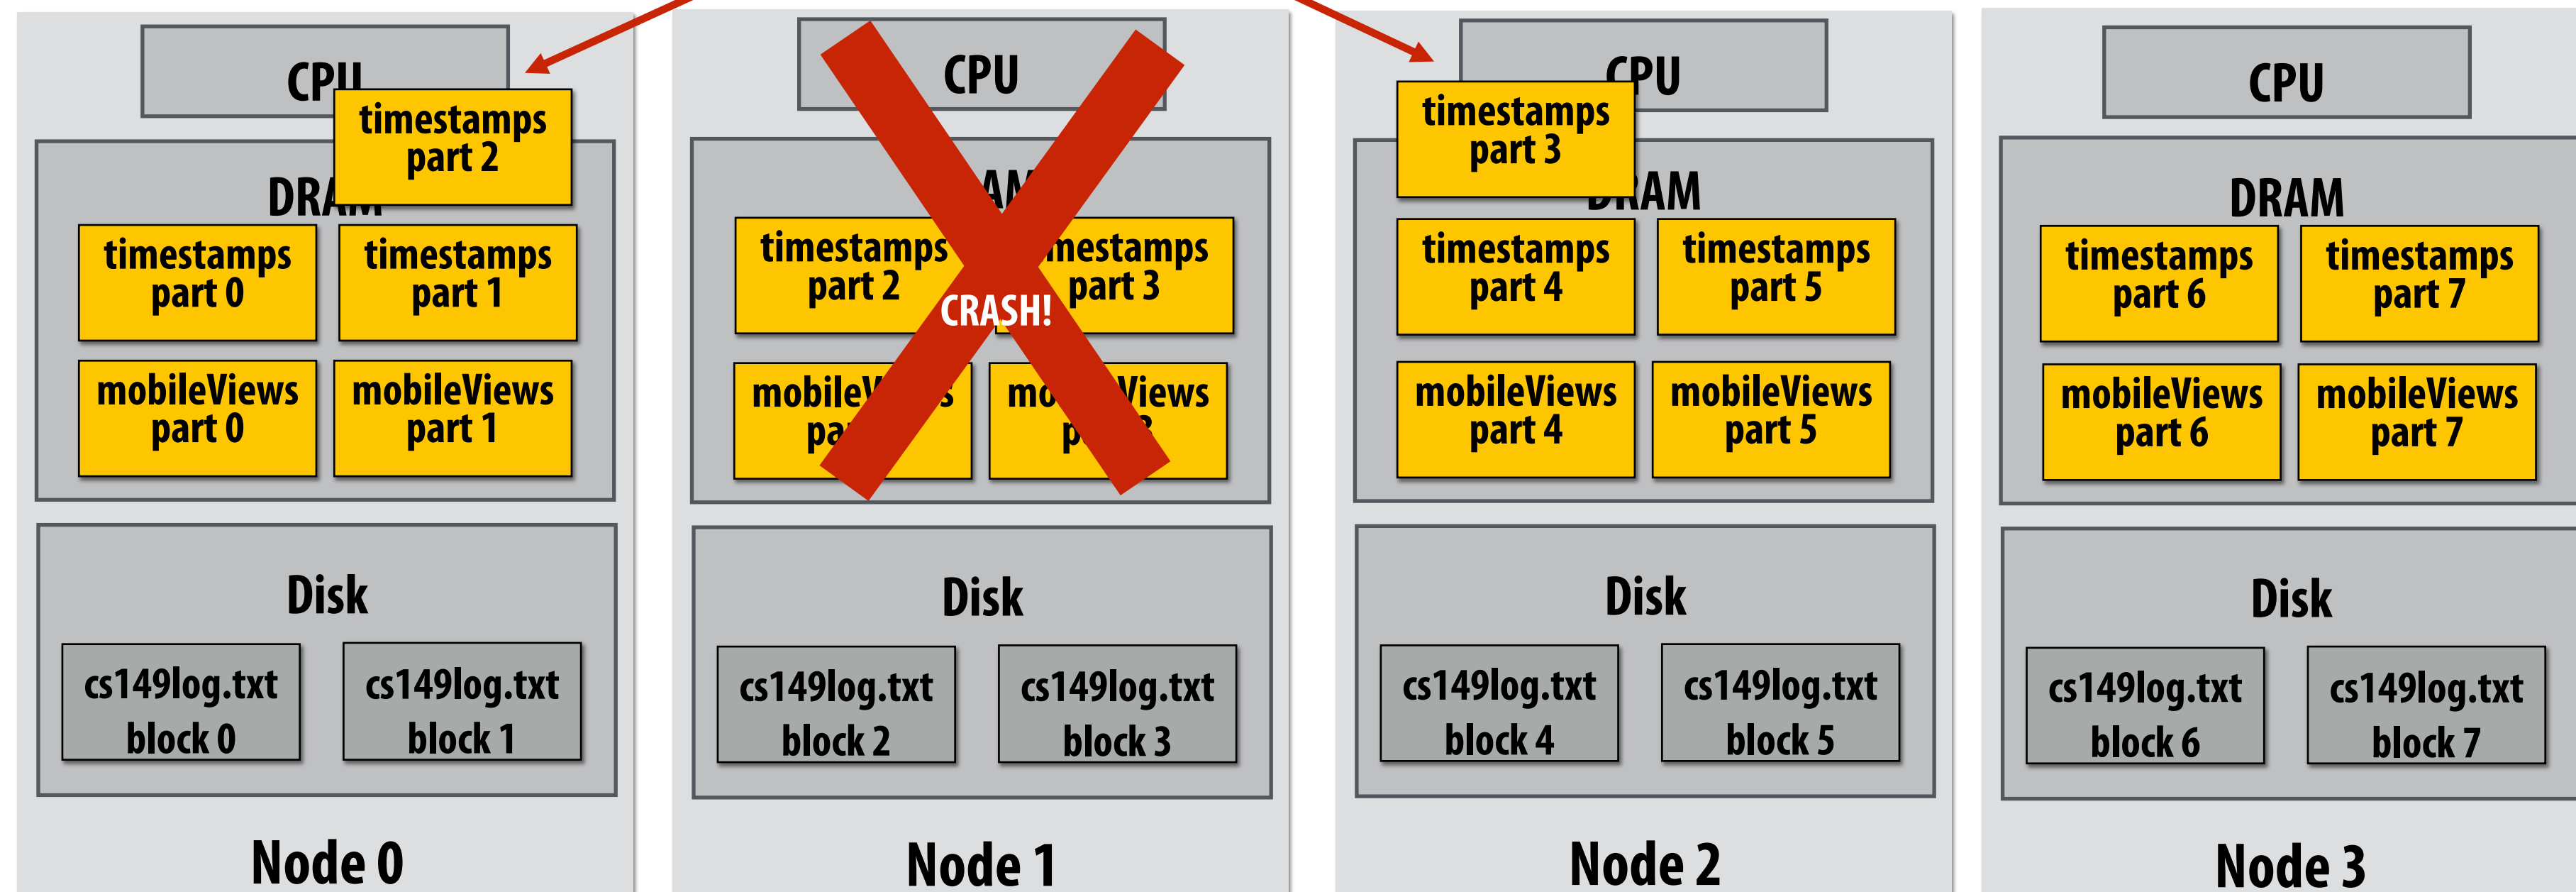 CPU
timestamps
part 2
DRAM
timestamps
part 0
timestamps
part 1
mobileViews
part 0
mobileViews
part 1
Disk
cs149log.txt
block 0
cs149log.txt
block 1
Node 0
CPU
timestamps
part 2
part 3
CRASH!
Disk
cs149log.txt
block 2
cs149log.txt
block 3
Node 1
CPU
timestamps
part 3
DRAM
timestamps
part 4
timestamps
part 5
mobileViews
part 4
mobileViews
part 5
Disk
cs149log.txt
block 4
cs149log.txt
block 5
Node 2
CPU
DRAM
timestamps
part 6
timestamps
part 7
mobileViews
part 6
mobileViews
part 7
Disk
cs149log.txt
block 6
cs149log.txt
block 7
Node 3